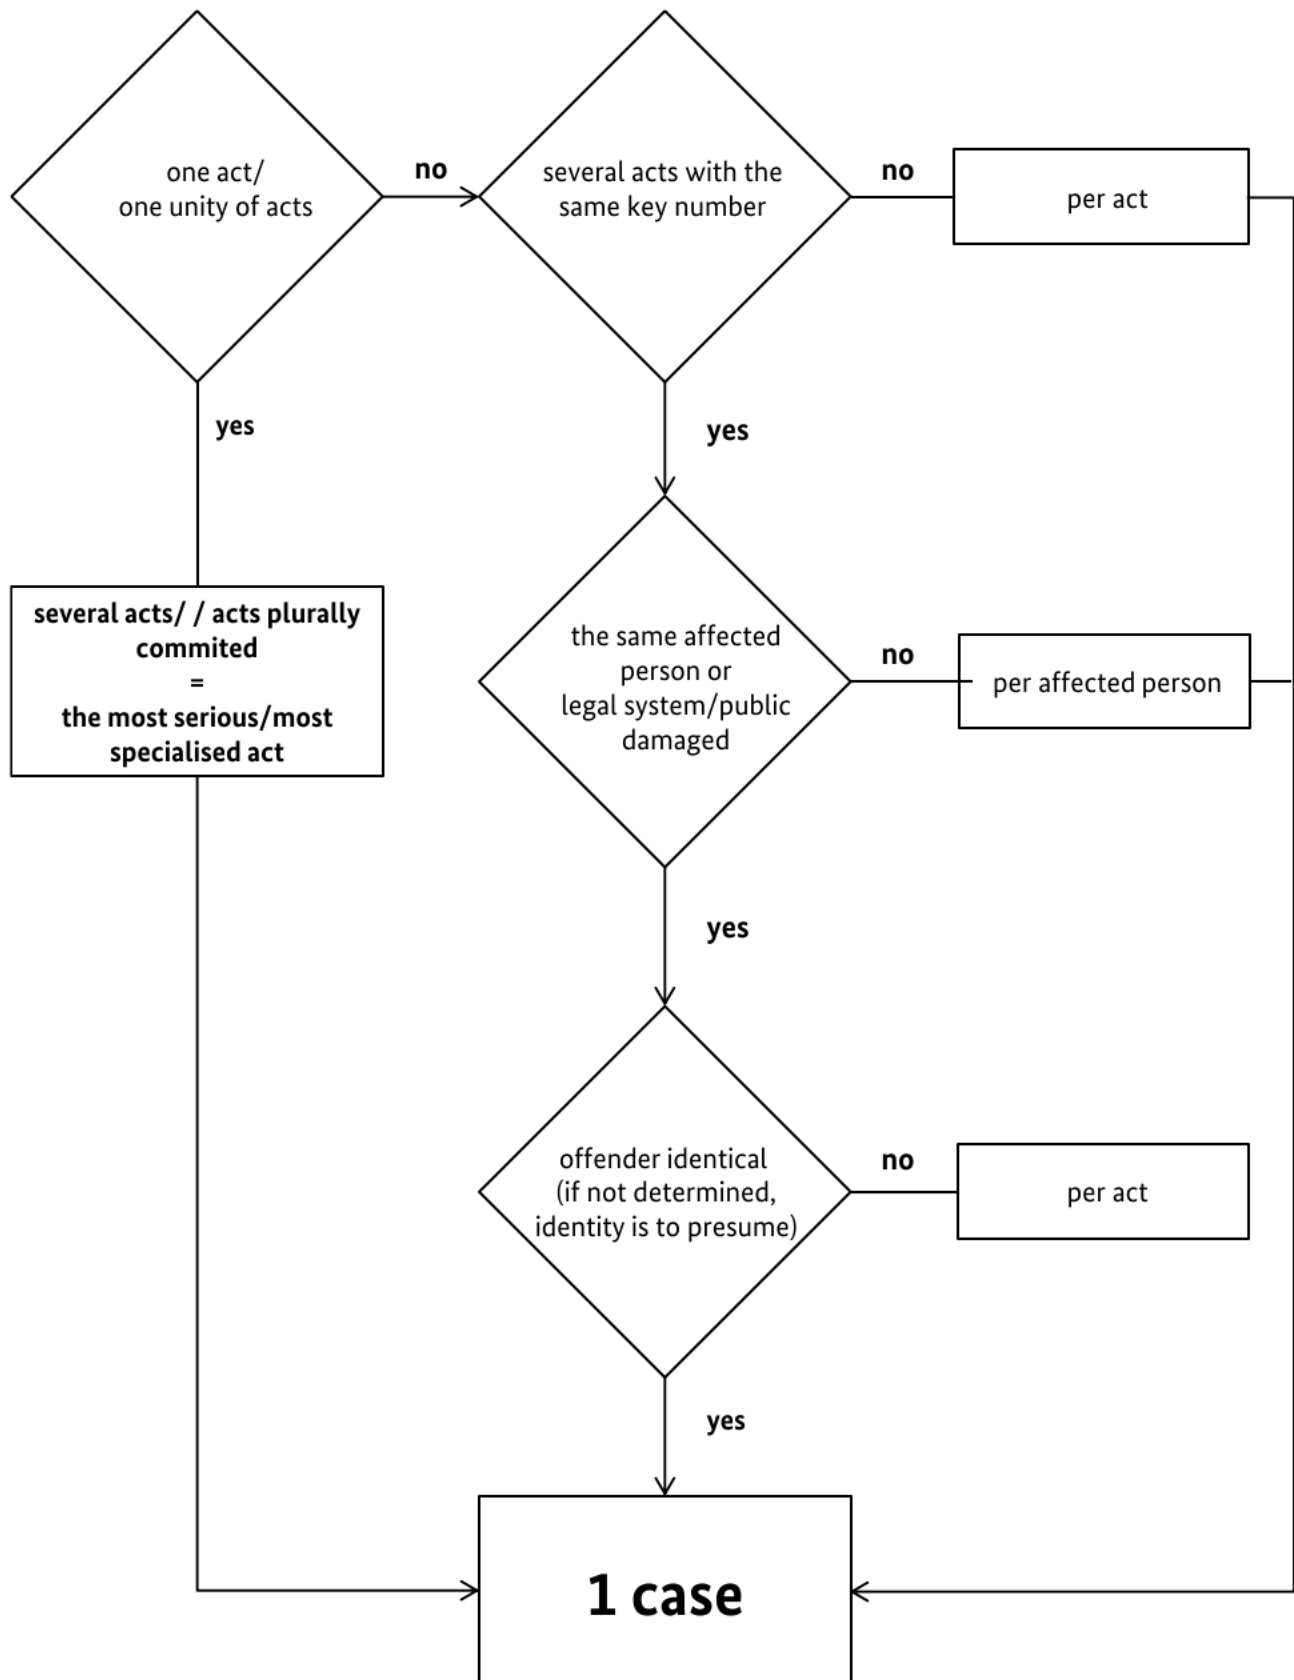 one act/
one unity of acts
no
several acts with the
same key number
no
per act
yes
yes
several acts/ / acts plurally
commited
=
the most serious/most
specialised act
the same affected
person or
legal system/public
damaged
no
per affected person
yes
offender identical
(if not determined,
identity is to presume)
no
per act
yes
1 case